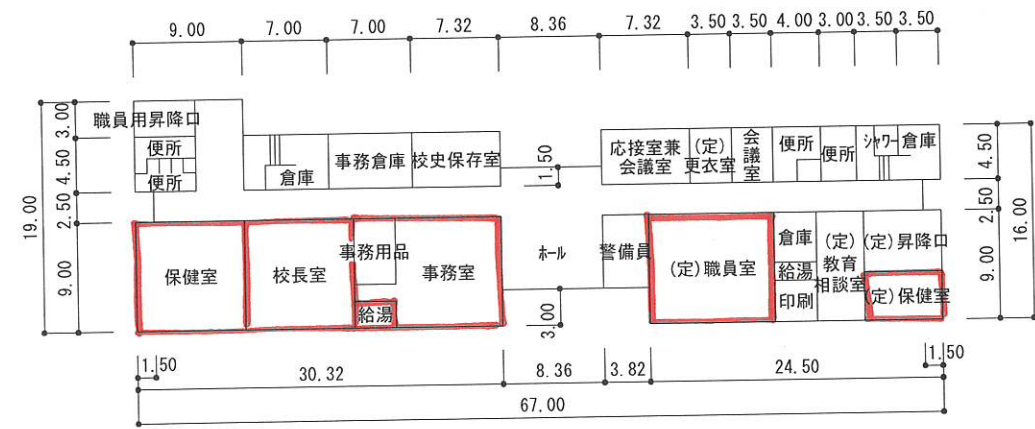 9.00 7.00 7.00 7.32 8.36 7.32 3.50 3.50 4.00 3.00 3.50 3.50
19.00
3.00
4.50
2.50
9.00
職員用昇降口
便所
便所
倉庫
事務倉庫
校史保存室
1.50
応接室兼
会議室
(定)
更衣室
会
議
室
便所
便所
シャワー
倉庫
4.50
2.50
9.00
16.00
保健室
校長室
事務用品
事務室
給湯
ホール
3.00
警備員
(定)職員室
倉庫
給湯
印刷
(定)
教育
相談室
(定)昇降口
(定)保健室
1.50 1.50
30.32 8.36 3.82 24.50
67.00